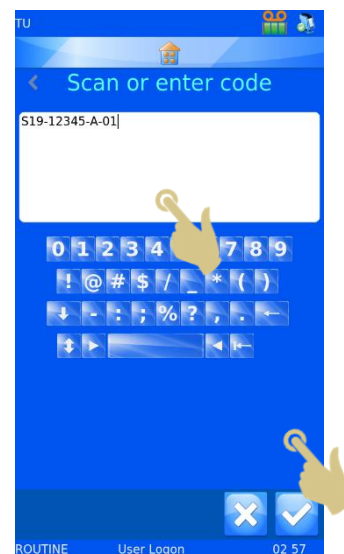 TU
Scan or enter code
S19-12345-A-01
0 1 2 3 4 7 8 9
! @ # $ / _ * ( )
- : ; % ? , .
ROUTINE User Logon 02 57